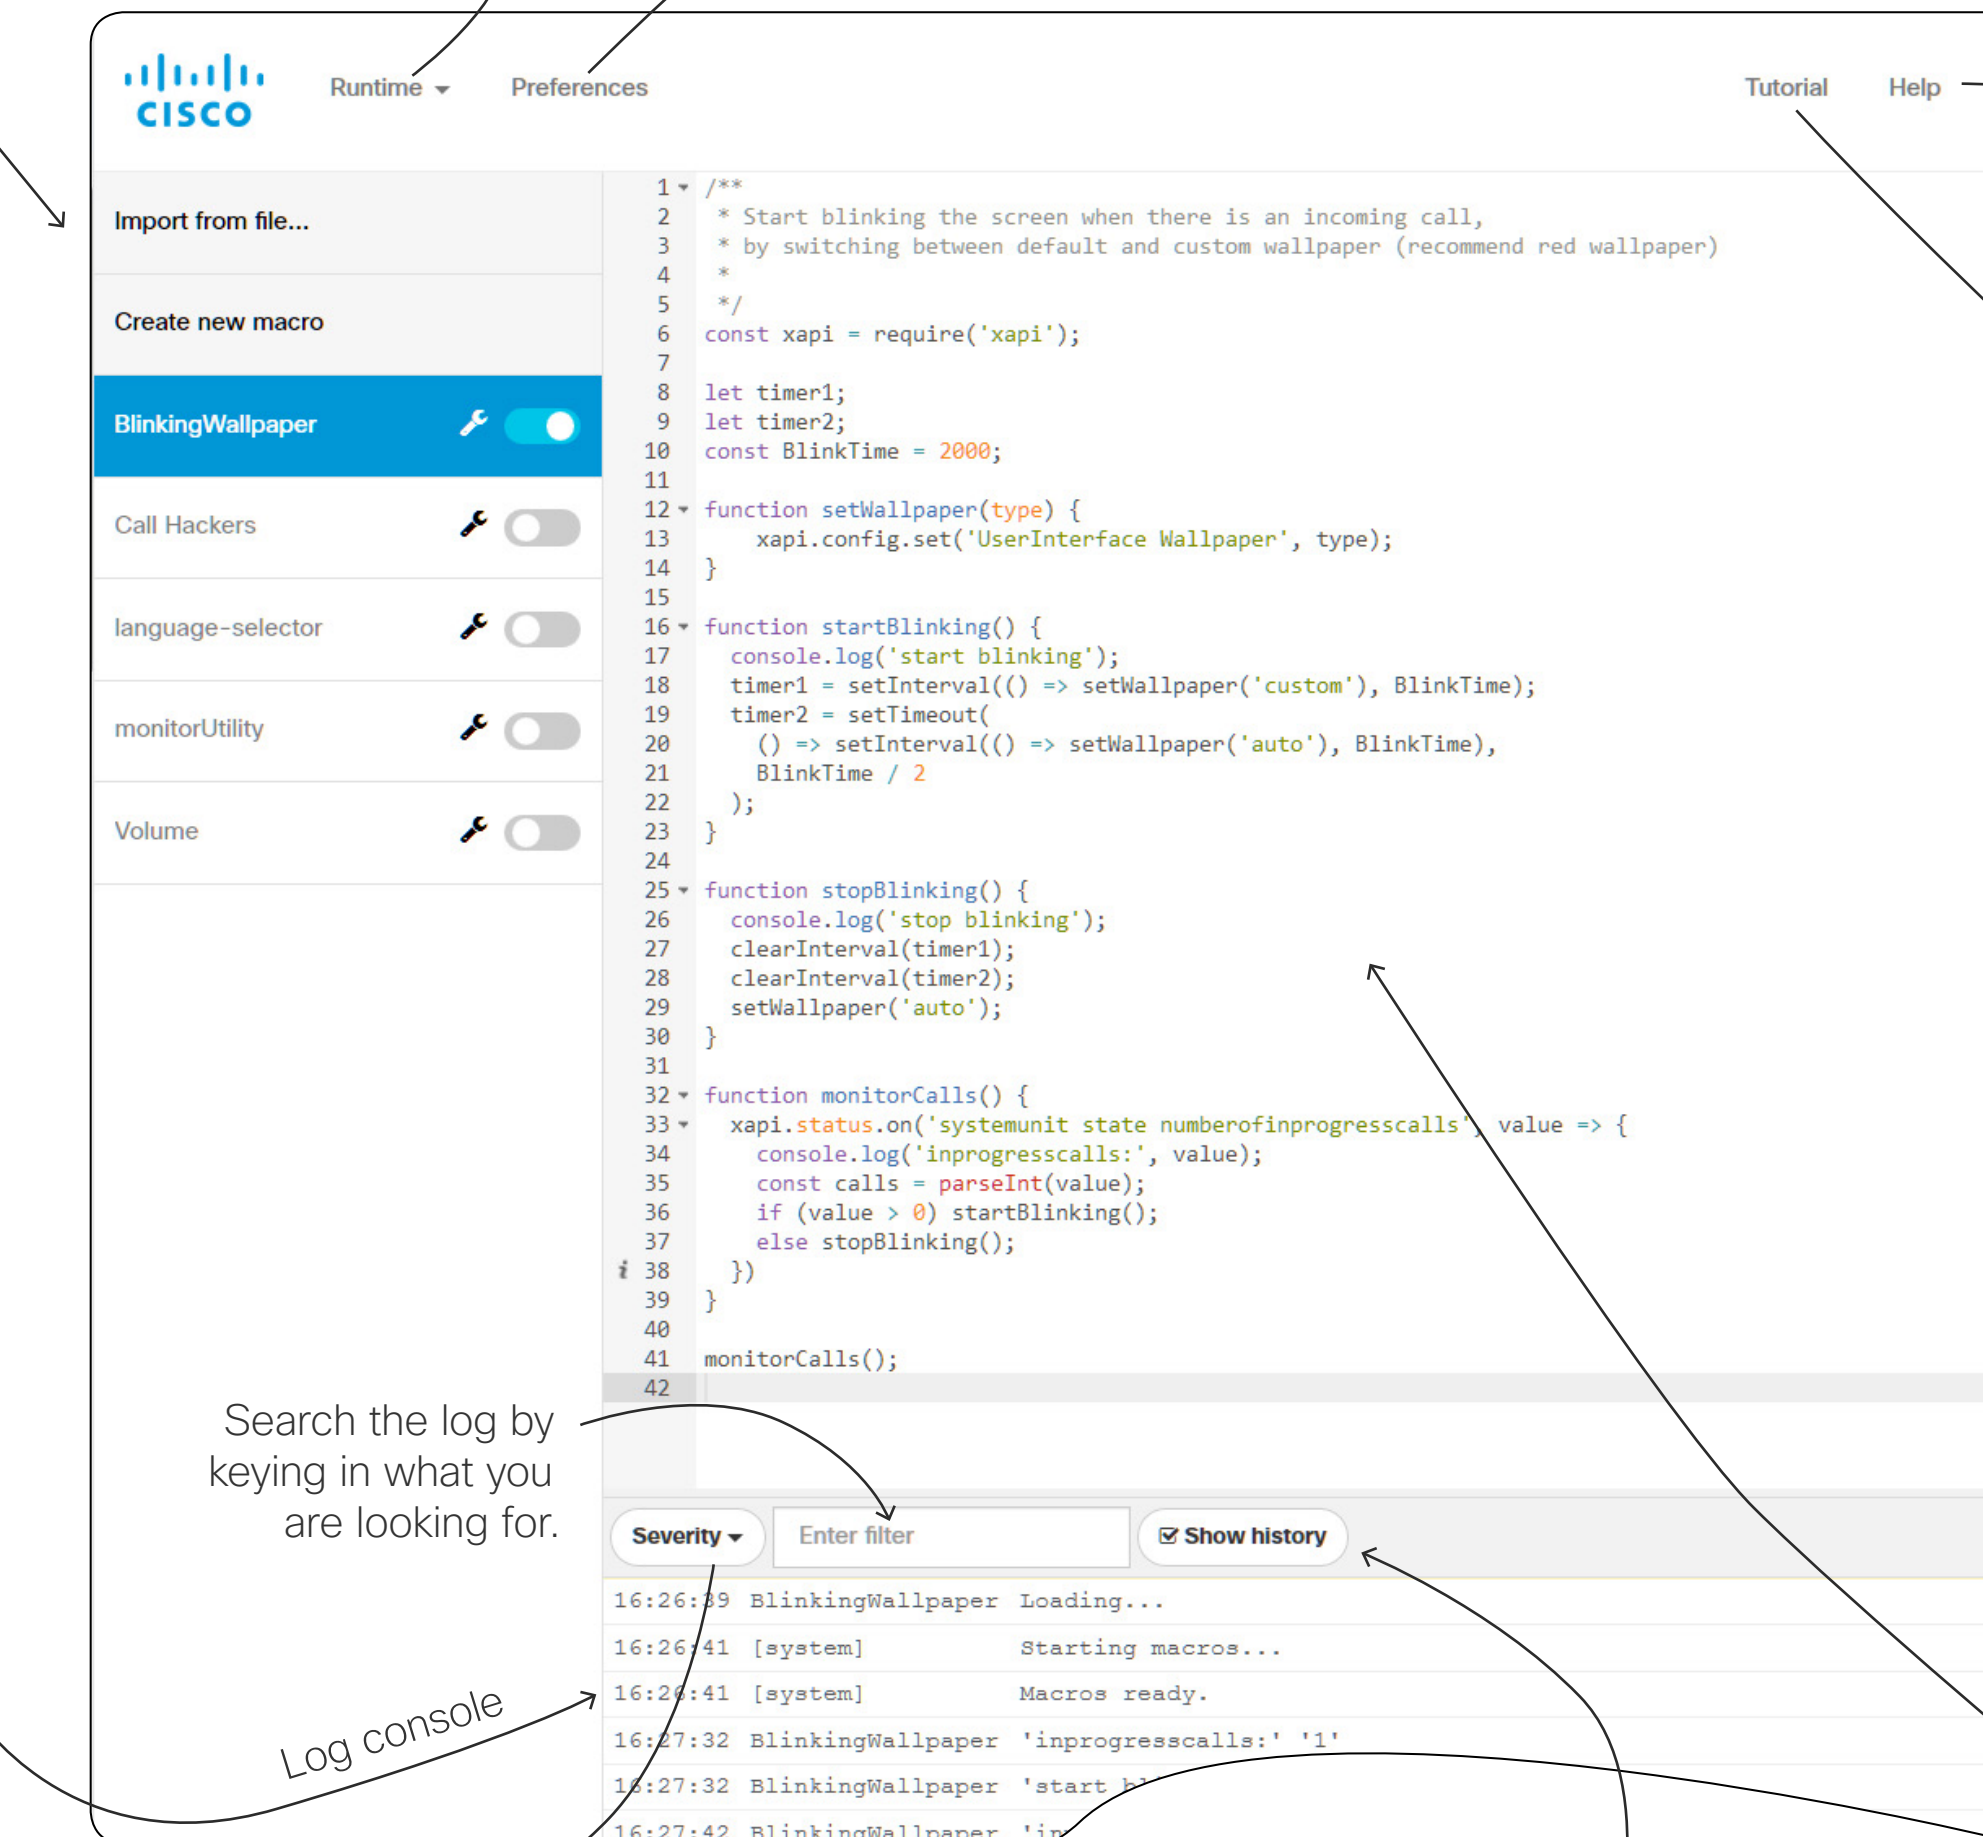 CISCO
Runtime
Preferences
Tutorial
Help
Import from file...
Create new macro
BlinkingWallpaper
Call Hackers
language-selector
monitorUtility
Volume
1 /**
2 * Start blinking the screen when there is an incoming call,
3 * by switching between default and custom wallpaper (recommend red wallpaper)
4 *
5 */
6 const xapi = require('xapi');
7
8 let timer1;
9 let timer2;
10 const BlinkTime = 2000;
11
12 function setWallpaper(type) {
13 xapi.config.set('UserInterface Wallpaper', type);
14 }
15
16 function startBlinking() {
17 console.log('start blinking');
18 timer1 = setInterval(() => setWallpaper('custom'), BlinkTime);
19 timer2 = setTimeout(
20 () => setInterval(() => setWallpaper('auto'), BlinkTime),
21 BlinkTime / 2
22 );
23 }
24
25 function stopBlinking() {
26 console.log('stop blinking');
27 clearInterval(timer1);
28 clearInterval(timer2);
29 setWallpaper('auto');
30 }
31
32 function monitorCalls() {
33 xapi.status.on('systemunit state numberofinprogresscalls', value => {
34 console.log('inprogresscalls:', value);
35 const calls = parseInt(value);
36 if (value > 0) startBlinking();
37 else stopBlinking();
i 38 })
39 }
40
41 monitorCalls();
42
Search the log by
keying in what you
are looking for.
Severity
Enter filter
Show history
16:26:39 BlinkingWallpaper Loading...
16:26:41 [system] Starting macros...
16:26:41 [system] Macros ready.
16:27:32 BlinkingWallpaper 'inprogresscalls:' '1'
16:27:32 BlinkingWallpaper 'start
16:27:42 BlinkingWallpaper
Log console